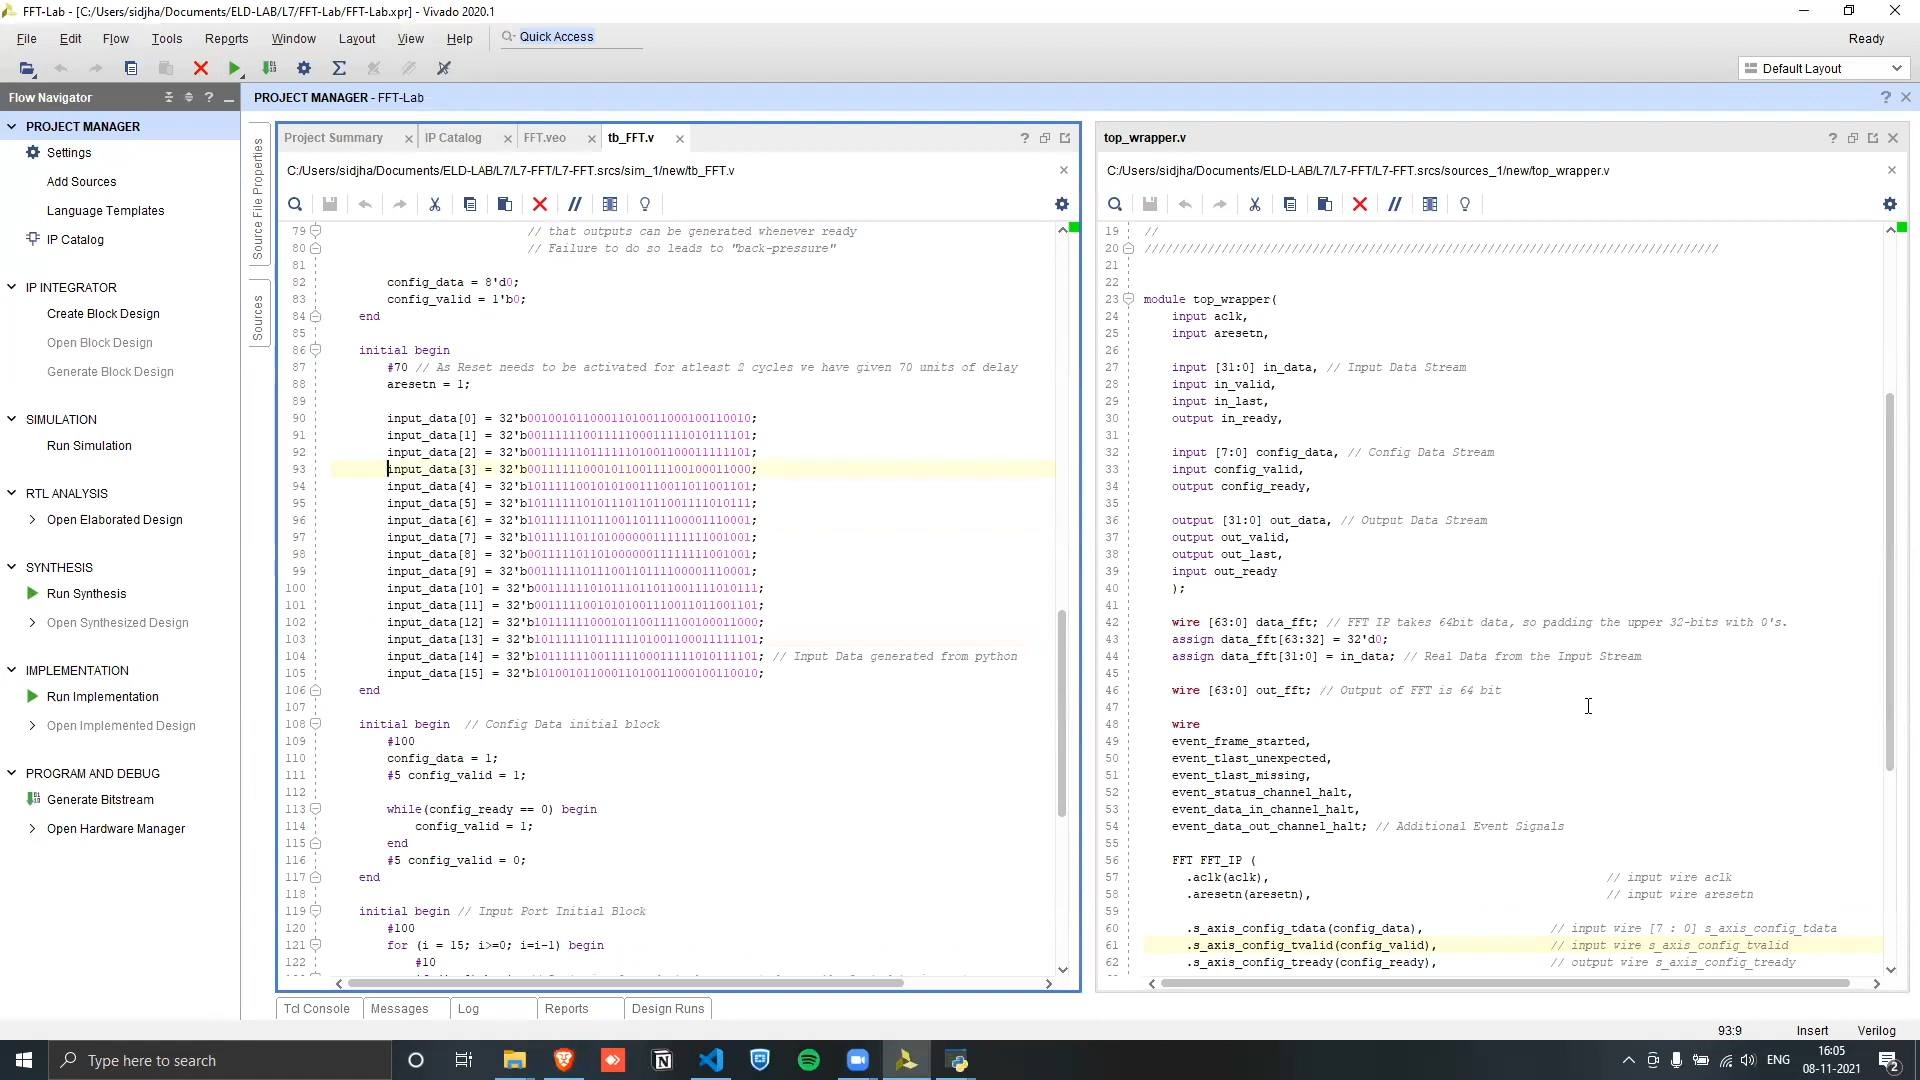 FFT-Lab - [C:/Users/sidjha/Documents/ELD-LAB/L7/FFT-Lab/FFT-Lab.xpr] - Vivado 2020.1
File Edit Flow Tools Reports Window Layout View Help Quick Access Ready
Default Layout
Flow Navigator
PROJECT MANAGER - FFT-Lab
PROJECT MANAGER
Settings
Add Sources
Language Templates
IP Catalog
IP INTEGRATOR
Create Block Design
Open Block Design
Generate Block Design
SIMULATION
Run Simulation
RTL ANALYSIS
Open Elaborated Design
SYNTHESIS
Run Synthesis
Open Synthesized Design
IMPLEMENTATION
Run Implementation
Open Implemented Design
PROGRAM AND DEBUG
Generate Bitstream
Open Hardware Manager
Source File Properties
Sources
Project Summary IP Catalog FFT.veo tb_FFT.v
C:/Users/sidjha/Documents/ELD-LAB/L7/L7-FFT/L7-FFT.srcs/sim_1/new/tb_FFT.v
79 // that outputs can be generated whenever ready
80 // Failure to do so leads to "back-pressure"
81
82 config_data = 8'd0;
83 config_valid = 1'b0;
84 end
85
86 initial begin
87 #70 // As Reset needs to be activated for atleast 2 cycles we have given 70 units of delay
88 aresetn = 1;
89
90 input_data[0] = 32'b00100101100011010011000100110010;
91 input_data[1] = 32'b00111111001111100011111010111101;
92 input_data[2] = 32'b00111111011111101001100011111101;
93 input_data[3] = 32'b001111111000101100111100100011000;
94 input_data[4] = 32'b101111110010101001110011011001101;
95 input_data[5] = 32'b10111111010111011011001111010111;
96 input_data[6] = 32'b10111111011100110111100001110001;
97 input_data[7] = 32'b101111110110100000011111111001001;
98 input_data[8] = 32'b001111110110100000011111111001001;
99 input_data[9] = 32'b00111111011100110111100001110001;
100 input_data[10] = 32'b00111111010111011011001111010111;
101 input_data[11] = 32'b001111110010101001110011011001101;
102 input_data[12] = 32'b101111111000101100111100100011000;
103 input_data[13] = 32'b10111111011111101001100011111101;
104 input_data[14] = 32'b10111111001111100011111010111101; // Input Data generated from python
105 input_data[15] = 32'b10100101100011010011000100110010;
106 end
107
108 initial begin // Config Data initial block
109 #100
110 config_data = 1;
111 #5 config_valid = 1;
112
113 while(config_ready == 0) begin
114 config_valid = 1;
115 end
116 #5 config_valid = 0;
117 end
118
119 initial begin // Input Port Initial Block
120 #100
121 for (i = 15; i>=0; i=i-1) begin
122 #10
top_wrapper.v
C:/Users/sidjha/Documents/ELD-LAB/L7/L7-FFT/L7-FFT.srcs/sources_1/new/top_wrapper.v
19 //
20 //////////////////////////////////////////////////////////////////////////////////
21
22
23 module top_wrapper(
24 input aclk,
25 input aresetn,
26
27 input [31:0] in_data, // Input Data Stream
28 input in_valid,
29 input in_last,
30 output in_ready,
31
32 input [7:0] config_data, // Config Data Stream
33 input config_valid,
34 output config_ready,
35
36 output [31:0] out_data, // Output Data Stream
37 output out_valid,
38 output out_last,
39 input out_ready
40 );
41
42 wire [63:0] data_fft; // FFT IP takes 64bit data, so padding the upper 32-bits with 0's.
43 assign data_fft[63:32] = 32'd0;
44 assign data_fft[31:0] = in_data; // Real Data from the Input Stream
45
46 wire [63:0] out_fft; // Output of FFT is 64 bit
47
48 wire
49 event_frame_started,
50 event_tlast_unexpected,
51 event_tlast_missing,
52 event_status_channel_halt,
53 event_data_in_channel_halt,
54 event_data_out_channel_halt; // Additional Event Signals
55
56 FFT FFT_IP (
57 .aclk(aclk), // input wire aclk
58 .aresetn(aresetn), // input wire aresetn
59
60 .s_axis_config_tdata(config_data), // input wire [7 : 0] s_axis_config_tdata
61 .s_axis_config_tvalid(config_valid), // input wire s_axis_config_tvalid
62 .s_axis_config_tready(config_ready), // output wire s_axis_config_tready
Tcl Console Messages Log Reports Design Runs
93:9 Insert Verilog
Type here to search
ENG
16:05
08-11-2021
2